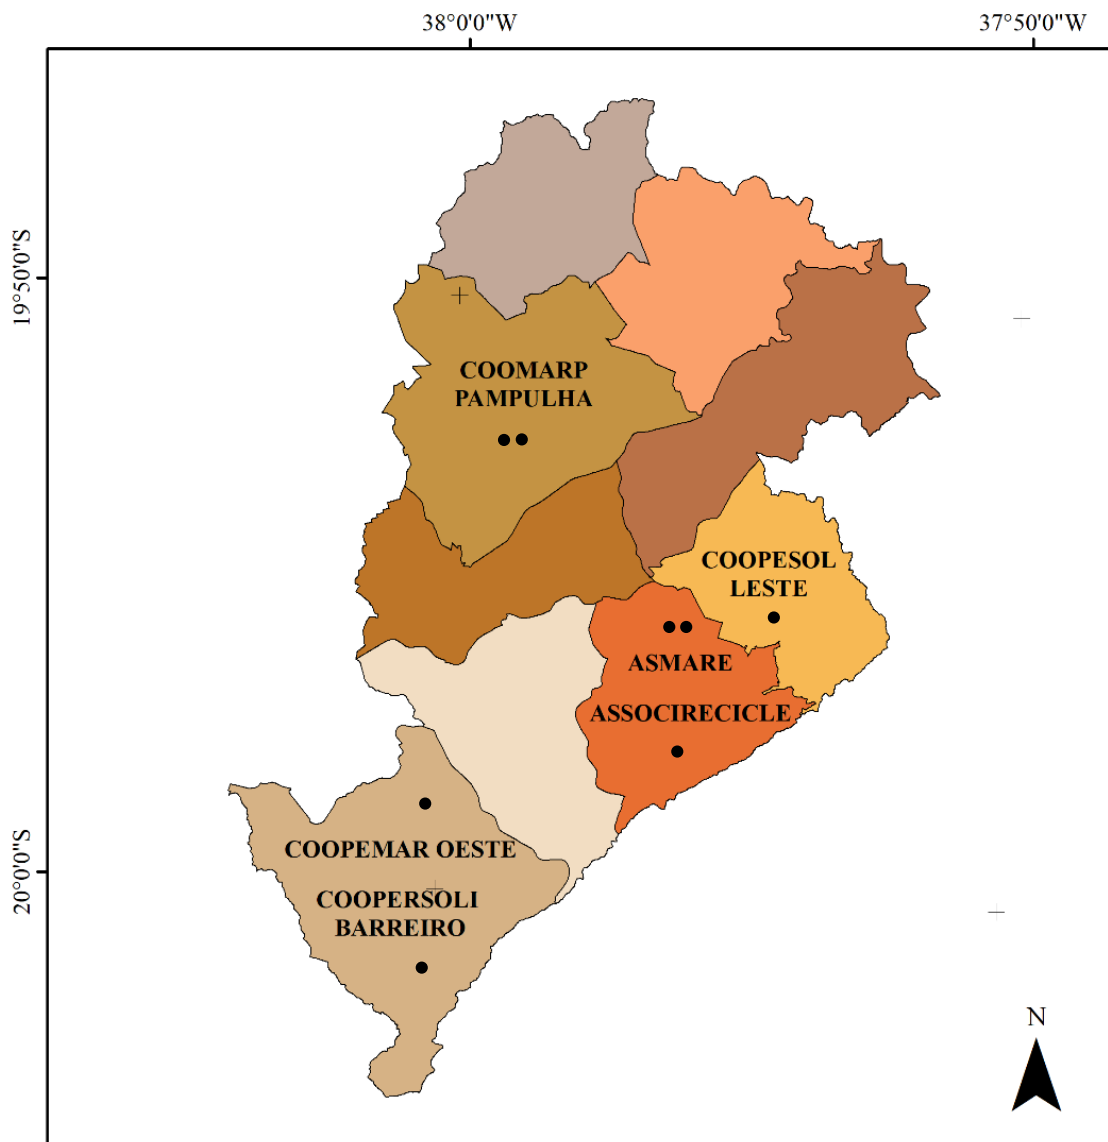 38°0'0"W
37°50'0"W
19°50'0"S
COOMARP
PAMPULHA
COOPESOL
LESTE
ASMARE
ASSOCIRECICLE
COOPEMAR OESTE
20°0'0"S
COOPERSOLI
BARREIRO
N